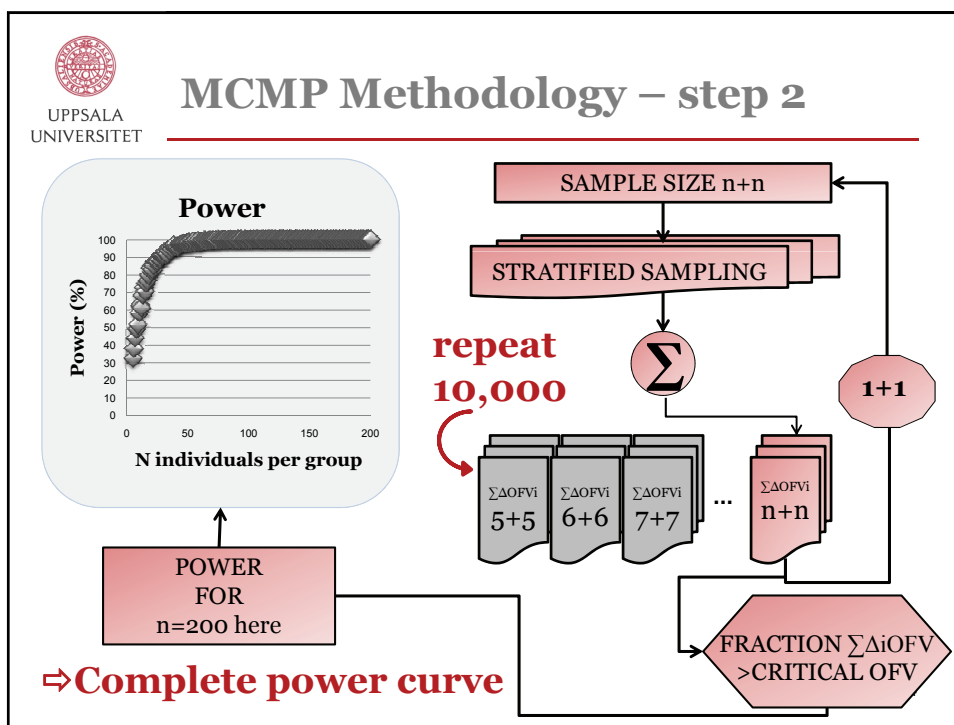 UPPSALA
UNIVERSITET
MCMP Methodology – step 2
Power
Power (%)
100
90
80
70
60
50
40
30
20
10
0
0 50 100 150 200
N individuals per group
SAMPLE SIZE n+n
STRATIFIED SAMPLING
Σ
1+1
repeat
10,000
∑ΔOFVi
5+5
∑ΔOFVi
6+6
∑ΔOFVi
7+7
...
∑ΔOFVi
n+n
POWER
FOR
n=200 here
FRACTION ∑ΔiOFV
>CRITICAL OFV
⇨Complete power curve